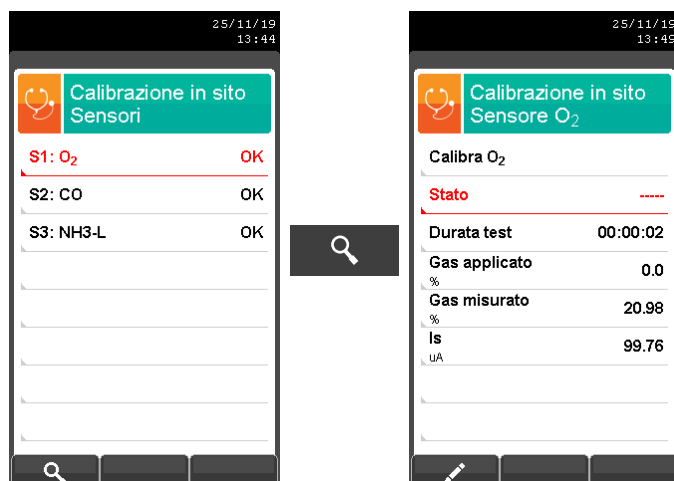 25/11/19
13:44
Calibrazione in sito
Sensori
S1: O2 OK
S2: CO OK
S3: NH3-L OK
25/11/19
13:49
Calibrazione in sito
Sensore O2
Calibra O2
Stato -----
Durata test 00:00:02
Gas applicato 0.0
%
Gas misurato 20.98
%
Is 99.76
uA